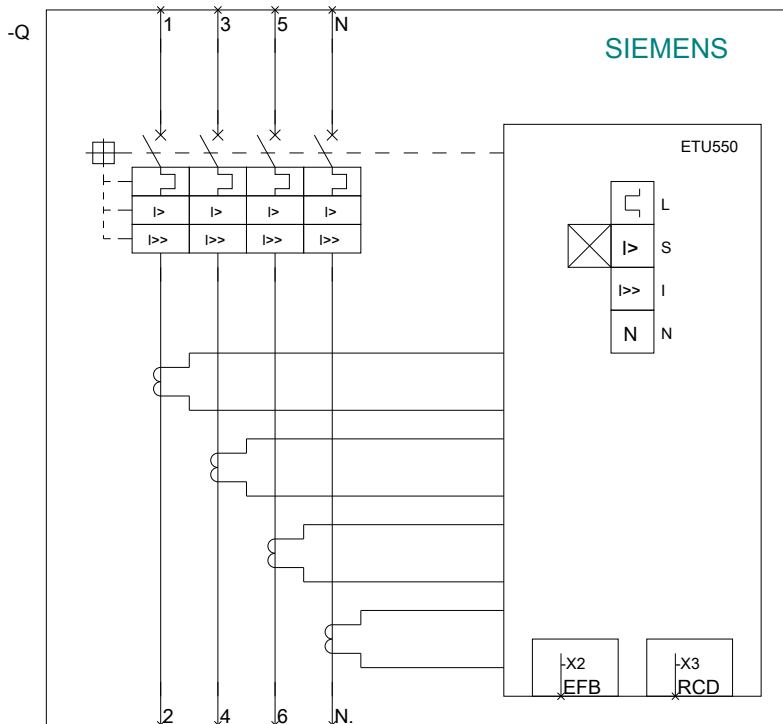 -Q
1 3 5 N
SIEMENS
ETU550
L
I> I> I> I>
I> S
I>> I>> I>> I>>
I>> I
N N
-X2
EFB
-X3
RCD
2 4 6 N.